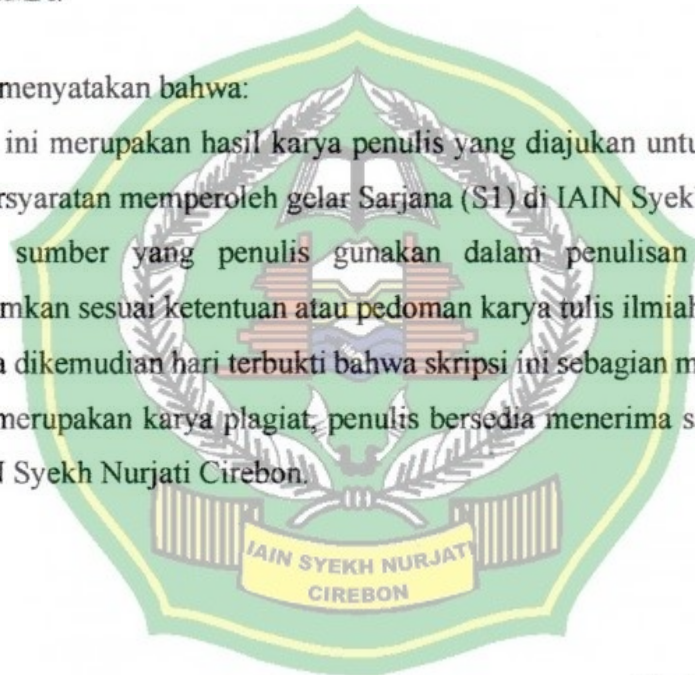 menyatakan bahwa:
ini merupakan hasil karya penulis yang diajukan untu
rsyaratan memperoleh gelar Sarjana (S1) di IAIN Syek
sumber yang penulis gunakan dalam penulisan
mkan sesuai ketentuan atau pedoman karya tulis ilmiah
a dikemudian hari terbukti bahwa skripsi ini sebagian m
merupakan karya plagiat, penulis bersedia menerima s
N Syekh Nurjati Cirebon.
IAIN SYEKH NURJATI
CIREBON